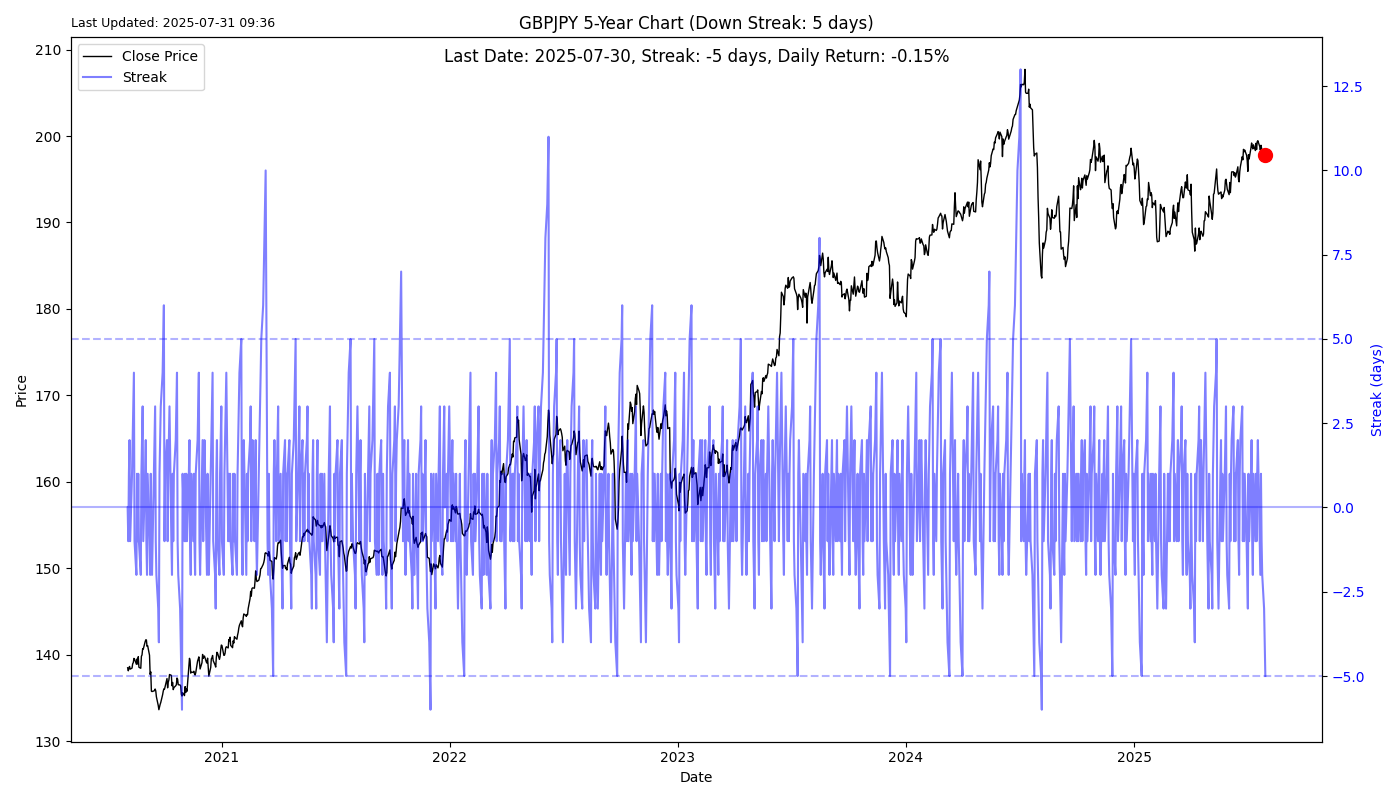 Last Updated: 2025-07-31 09:36
GBPJPY 5-Year Chart (Down Streak: 5 days)
Last Date: 2025-07-30, Streak: -5 days, Daily Return: -0.15%
Close Price
Streak
210
200
190
180
170
160
150
140
130
Price
12.5
10.0
7.5
5.0
2.5
0.0
−2.5
−5.0
Streak (days)
2021
2022
2023
2024
2025
Date